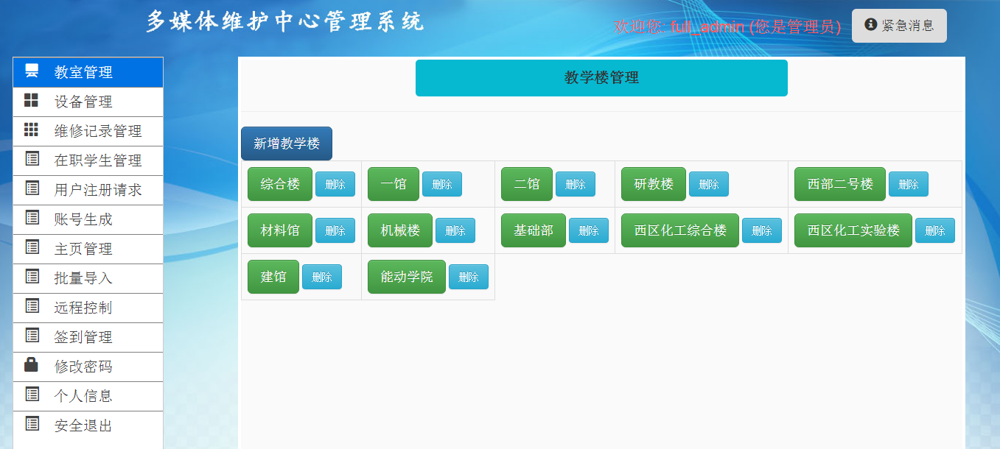 多媒体维护中心管理系统
欢迎您: full_admin (您是管理员)
紧急消息
教室管理
设备管理
维修记录管理
在职学生管理
用户注册请求
账号生成
主页管理
批量导入
远程控制
签到管理
修改密码
个人信息
安全退出
教学楼管理
新增教学楼
综合楼 删除 一馆 删除 二馆 删除 研教楼 删除 西部二号楼 删除
材料馆 删除 机械楼 删除 基础部 删除 西区化工综合楼 删除 西区化工实验楼 删除
建馆 删除 能动学院 删除